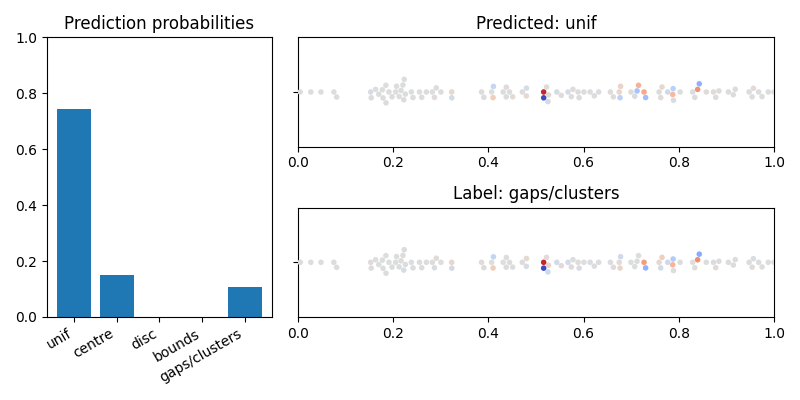 Prediction probabilities
1.0
0.8
0.6
0.4
0.2
0.0
unif
centre
disc
bounds
gaps/clusters
Predicted: unif
0.0 0.2 0.4 0.6 0.8 1.0
Label: gaps/clusters
0.0 0.2 0.4 0.6 0.8 1.0